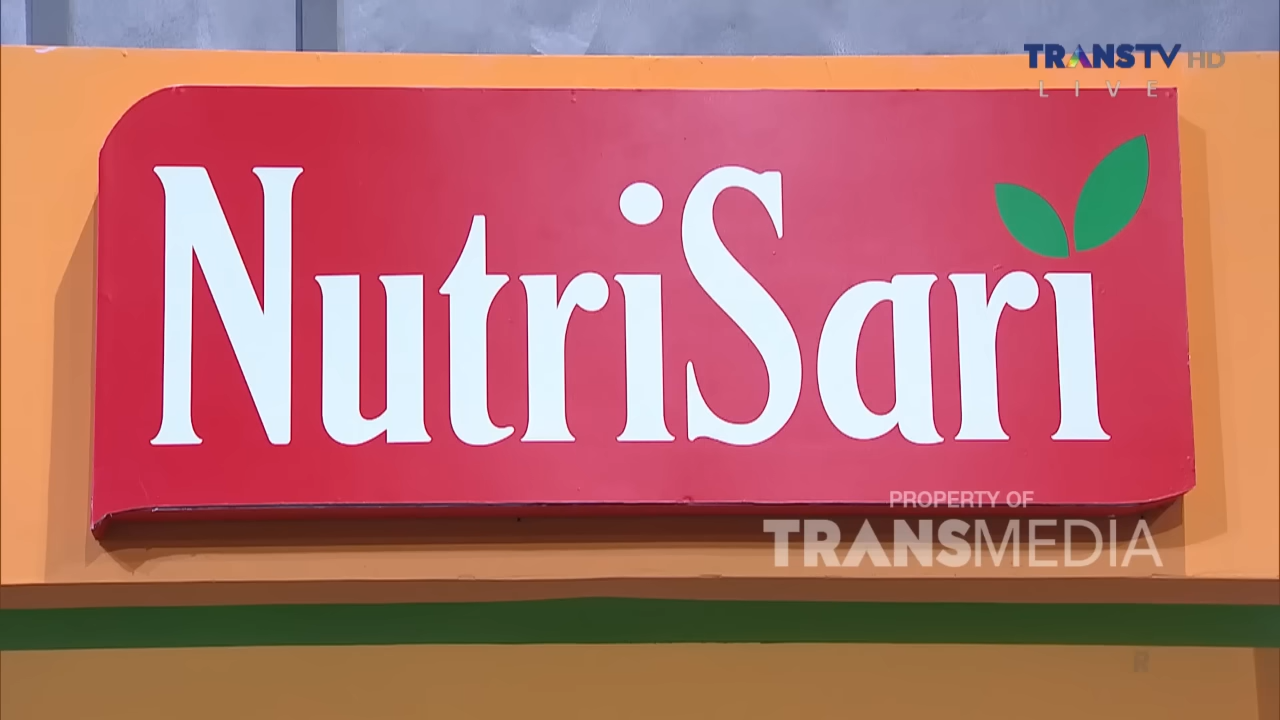 TRANSTV HD
LIVE
NutriSari
PROPERTY OF
TRANSMEDIA